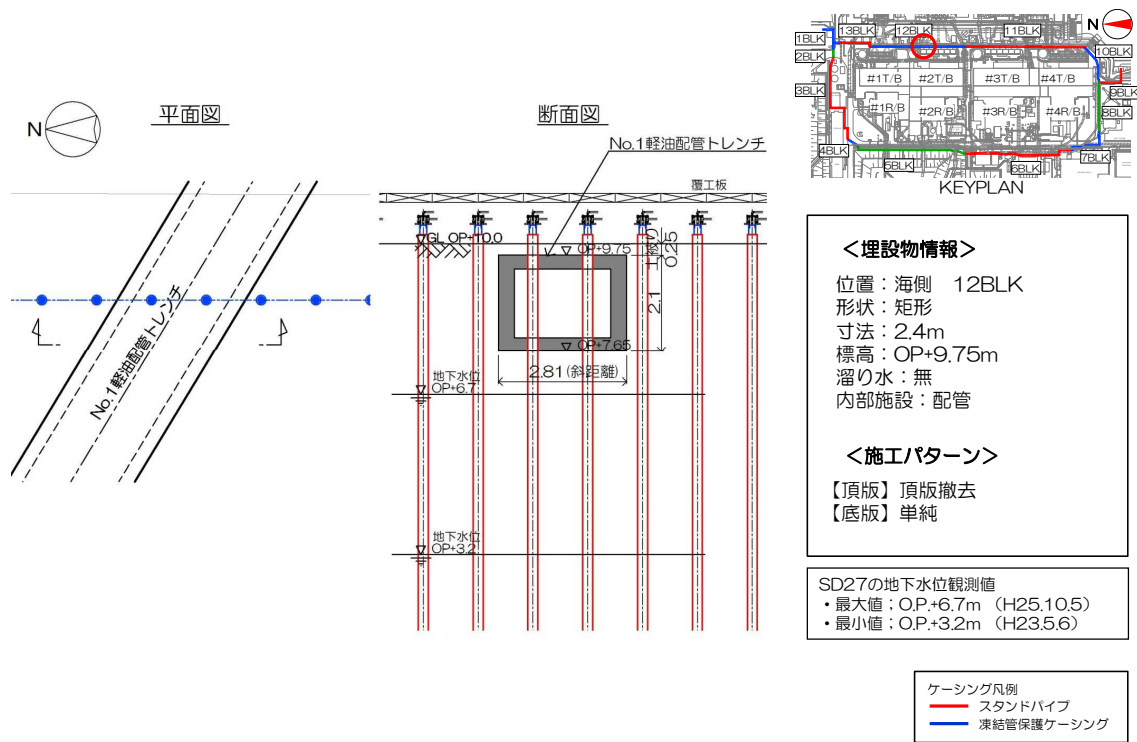 平面図
N
No.1軽油配管トレンチ
断面図
No.1軽油配管トレンチ
覆工板
GL OP+10.0
OP+9.75
土被り
0.25
2.1
OP+7.65
2.81(斜距離)
地下水位
OP+6.7
地下水位
OP+3.2
N
1BLK
13BLK
12BLK
11BLK
2BLK
10BLK
3BLK
#1T/B
#2T/B
#3T/B
#4T/B
9BLK
#1R/B
#2R/B
#3R/B
#4R/B
8BLK
4BLK
5BLK
6BLK
7BLK
KEYPLAN
<埋設物情報>
位置:海側 12BLK
形状:矩形
寸法:2.4m
標高:OP+9.75m
溜り水:無
内部施設:配管
<施工パターン>
【頂版】頂版撤去
【底版】単純
SD27の地下水位観測値
・最大値;O.P.+6.7m (H25.10.5)
・最小値;O.P.+3.2m (H23.5.6)
ケーシング凡例
スタンドパイプ
凍結管保護ケーシング